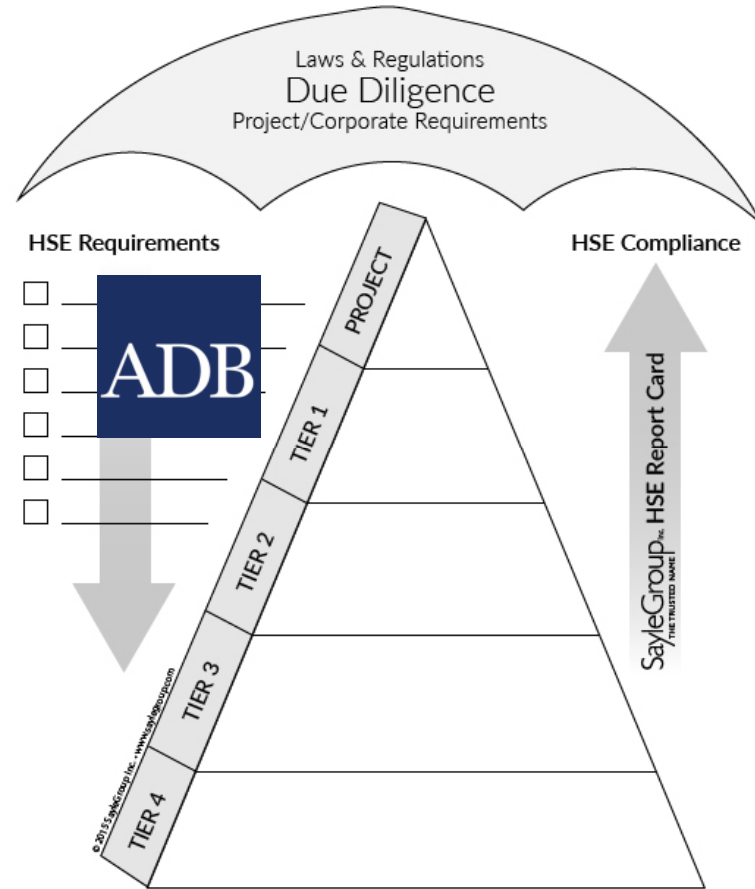 Laws & Regulations
Due Diligence
Project/Corporate Requirements
HSE Requirements
HSE Compliance
ADB
PROJECT
TIER 1
TIER 2
TIER 3
TIER 4
SayleGroup Inc. HSE Report Card
THE TRUSTED NAME
© 2015 SayleGroup Inc. • www.saylegroup.com